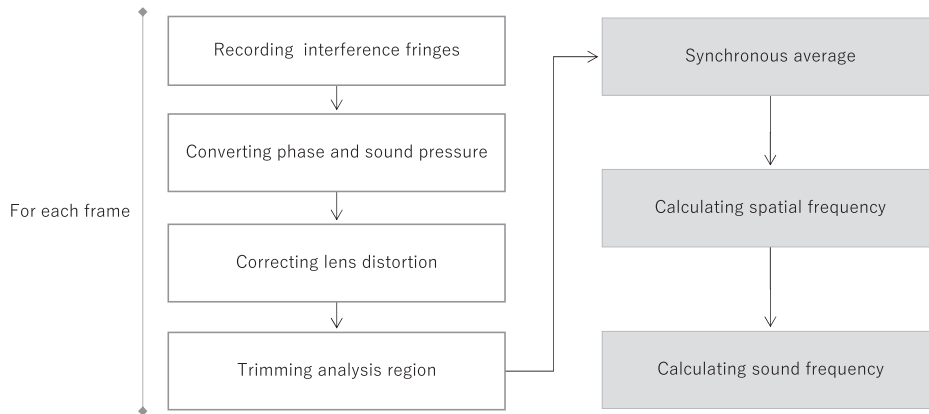 For each frame
Recording interference fringes
Converting phase and sound pressure
Correcting lens distortion
Trimming analysis region
Synchronous average
Calculating spatial frequency
Calculating sound frequency